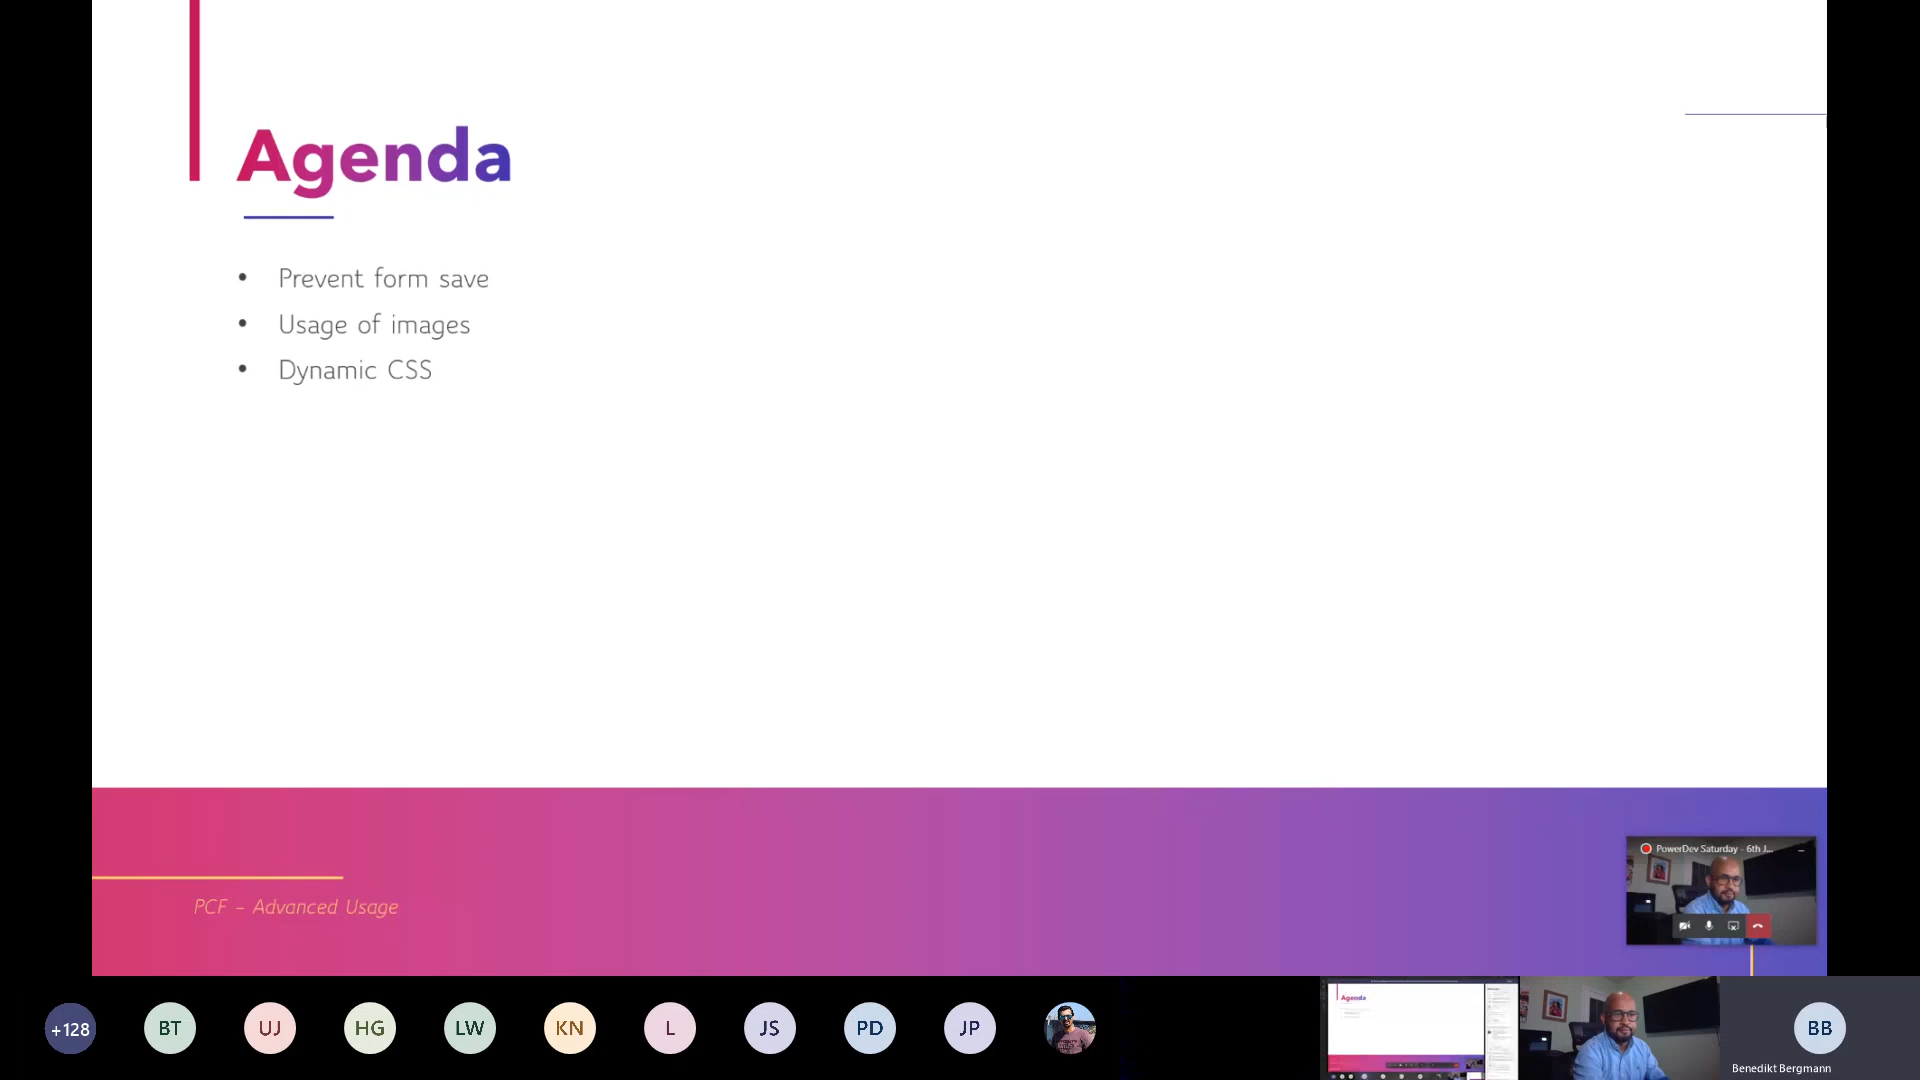 Agenda
• Prevent form save
• Usage of images
• Dynamic CSS
PowerDev Saturday - 6th J...
PCF – Advanced Usage
+128
BT
UJ
HG
LW
KN
L
JS
PD
JP
Agenda
BB
Benedikt Bergmann